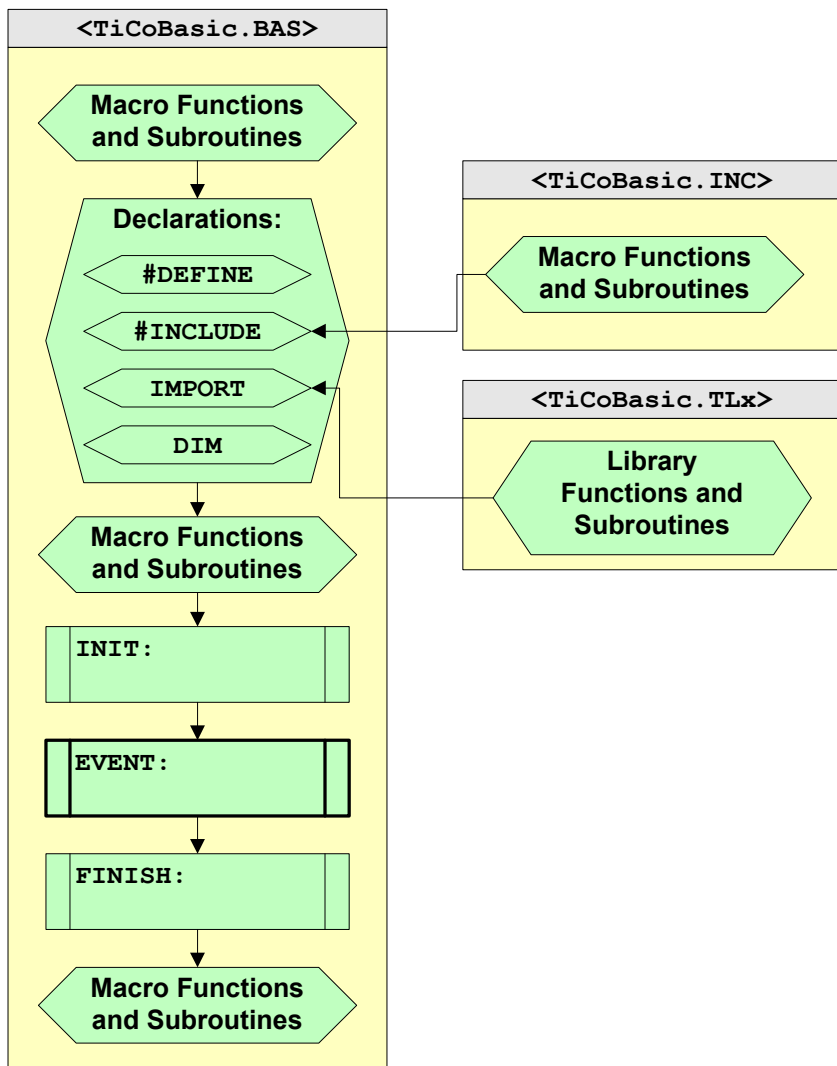 <TiCoBasic.BAS>
Macro Functions
and Subroutines
Declarations:
#DEFINE
#INCLUDE
IMPORT
DIM
Macro Functions
and Subroutines
INIT:
EVENT:
FINISH:
Macro Functions
and Subroutines
<TiCoBasic.INC>
Macro Functions
and Subroutines
<TiCoBasic.TLx>
Library
Functions and
Subroutines